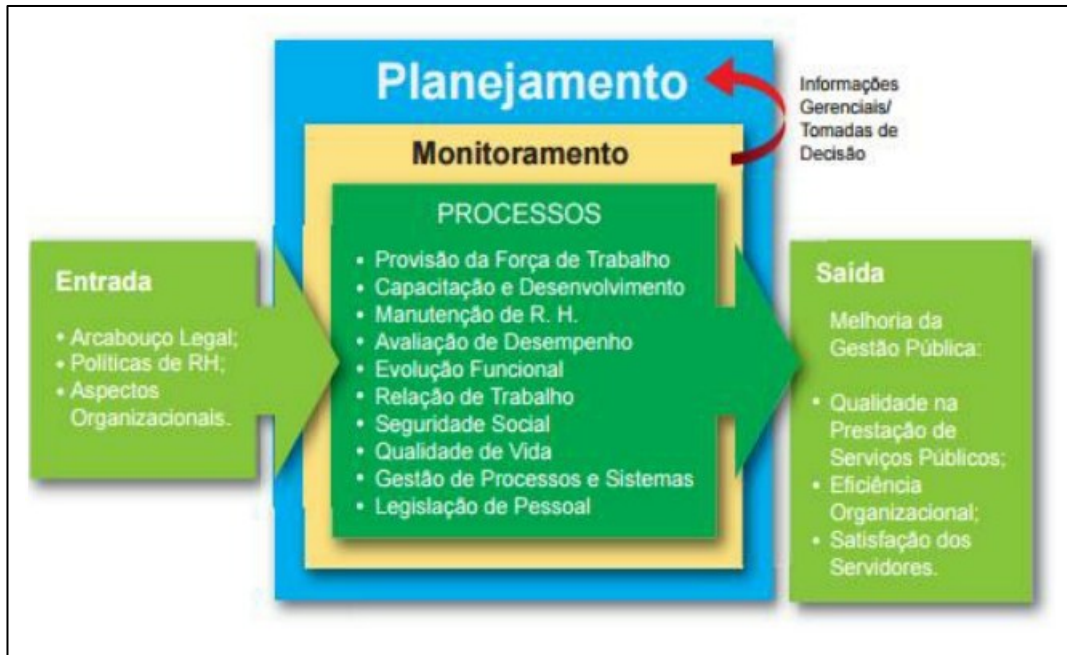 Planejamento
Informações
Gerenciais/
Tomadas de
Decisão
Monitoramento
Entrada
• Arcabouço Legal;
• Políticas de RH;
• Aspectos
Organizacionais.
PROCESSOS
• Provisão da Força de Trabalho
• Capacitação e Desenvolvimento
• Manutenção de R. H.
• Avaliação de Desempenho
• Evolução Funcional
• Relação de Trabalho
• Seguridade Social
• Qualidade de Vida
• Gestão de Processos e Sistemas
• Legislação de Pessoal
Saída
Melhoria da
Gestão Pública:
• Qualidade na
Prestação de
Serviços Públicos;
• Eficiência
Organizacional;
• Satisfação dos
Servidores.